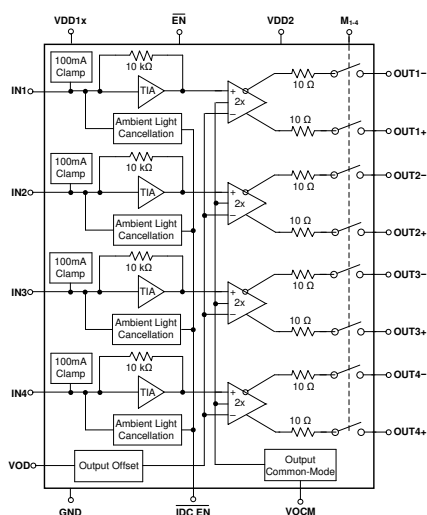 VDD1x
EN
VDD2
M1-4
100mA
Clamp
10 kΩ
IN1
TIA
+
2x
−
10 Ω
OUT1−
Ambient Light
Cancellation
10 Ω
OUT1+
100mA
Clamp
10 kΩ
IN2
TIA
+
2x
−
10 Ω
OUT2−
Ambient Light
Cancellation
10 Ω
OUT2+
100mA
Clamp
10 kΩ
IN3
TIA
+
2x
−
10 Ω
OUT3−
Ambient Light
Cancellation
10 Ω
OUT3+
100mA
Clamp
10 kΩ
IN4
TIA
+
2x
−
10 Ω
OUT4−
Ambient Light
Cancellation
10 Ω
OUT4+
VOD
Output Offset
Output
Common-Mode
GND
IDC_EN
VOCM